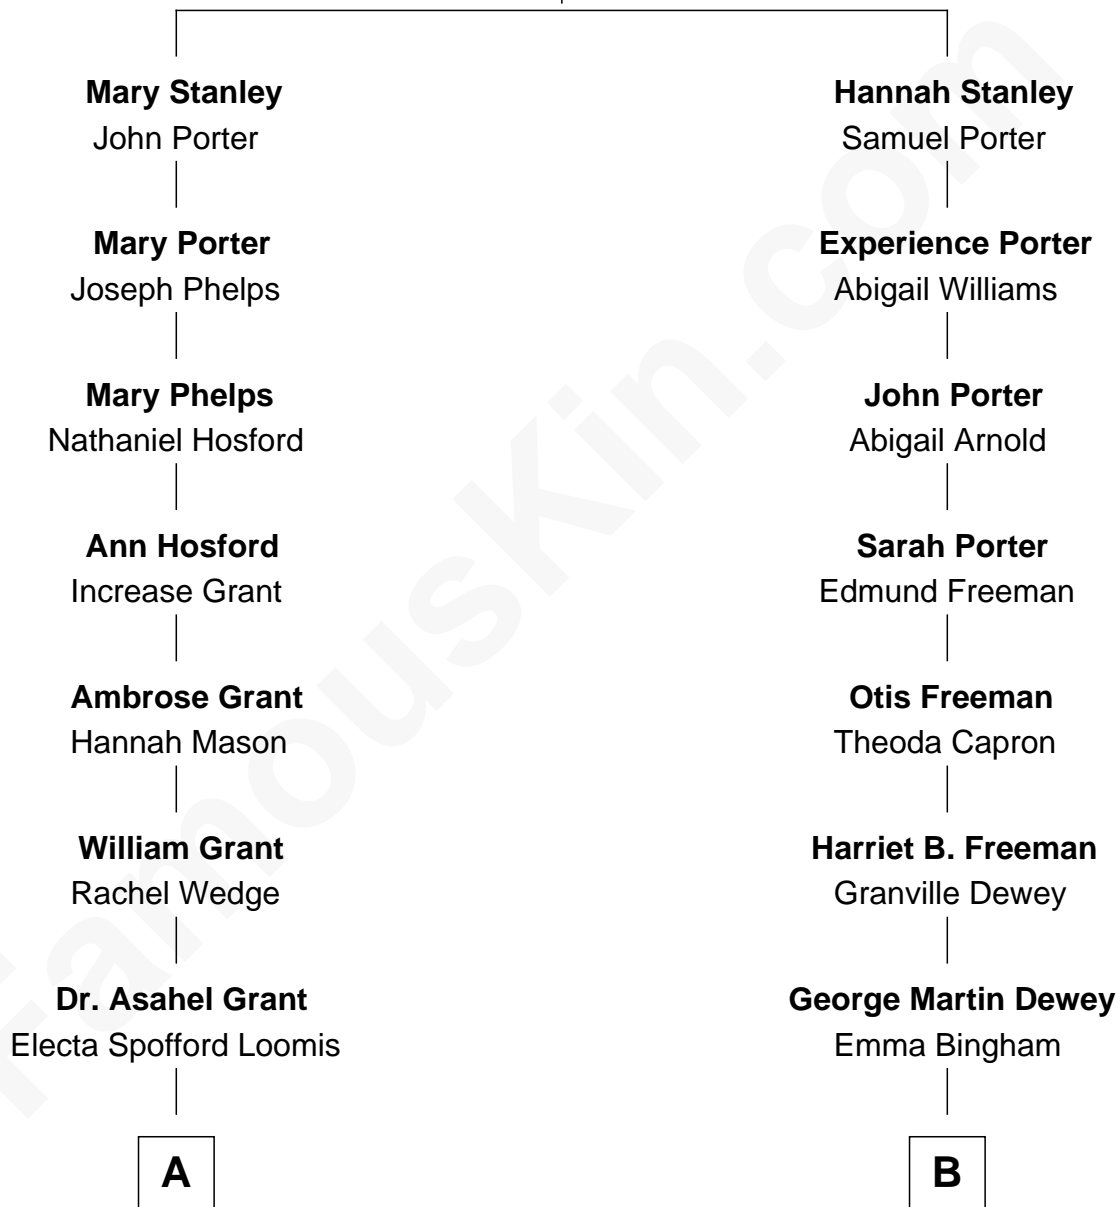 Mary Stanley
John Porter
Hannah Stanley
Samuel Porter
Mary Porter
Joseph Phelps
Experience Porter
Abigail Williams
Mary Phelps
Nathaniel Hosford
John Porter
Abigail Arnold
Ann Hosford
Increase Grant
Sarah Porter
Edmund Freeman
Ambrose Grant
Hannah Mason
Otis Freeman
Theoda Capron
William Grant
Rachel Wedge
Harriet B. Freeman
Granville Dewey
Dr. Asahel Grant
Electa Spofford Loomis
George Martin Dewey
Emma Bingham
A
B
FamousKin.com